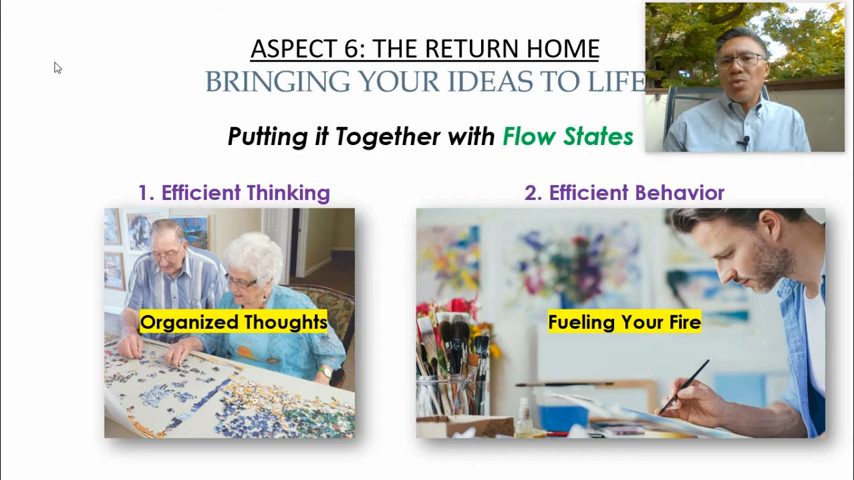 ASPECT 6: THE RETURN HOME
BRINGING YOUR IDEAS TO LIFE
Putting it Together with Flow States
1. Efficient Thinking
2. Efficient Behavior
Organized Thoughts
Fueling Your Fire